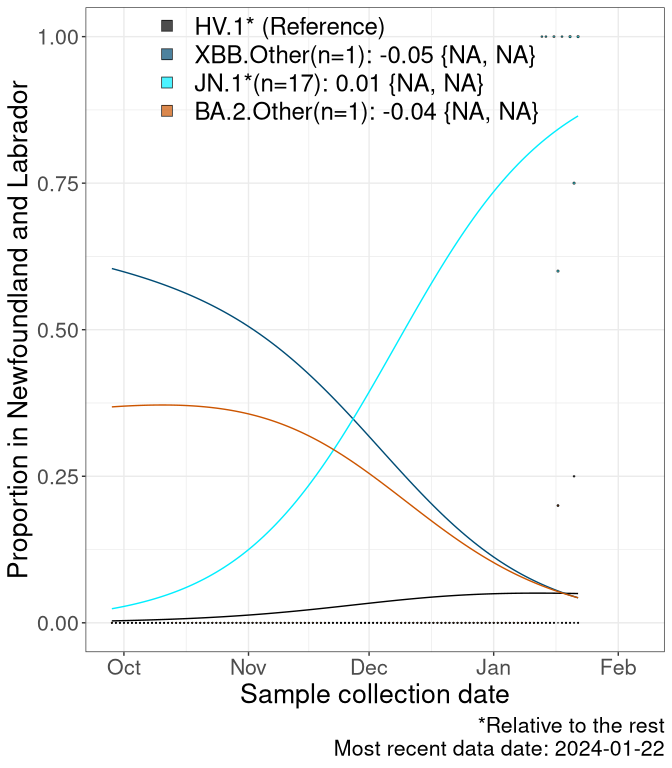 HV.1* (Reference)
XBB.Other(n=1): -0.05 {NA, NA}
JN.1*(n=17): 0.01 {NA, NA}
BA.2.Other(n=1): -0.04 {NA, NA}
Proportion in Newfoundland and Labrador
1.00
0.75
0.50
0.25
0.00
Oct Nov Dec Jan Feb
Sample collection date
*Relative to the rest
Most recent data date: 2024-01-22